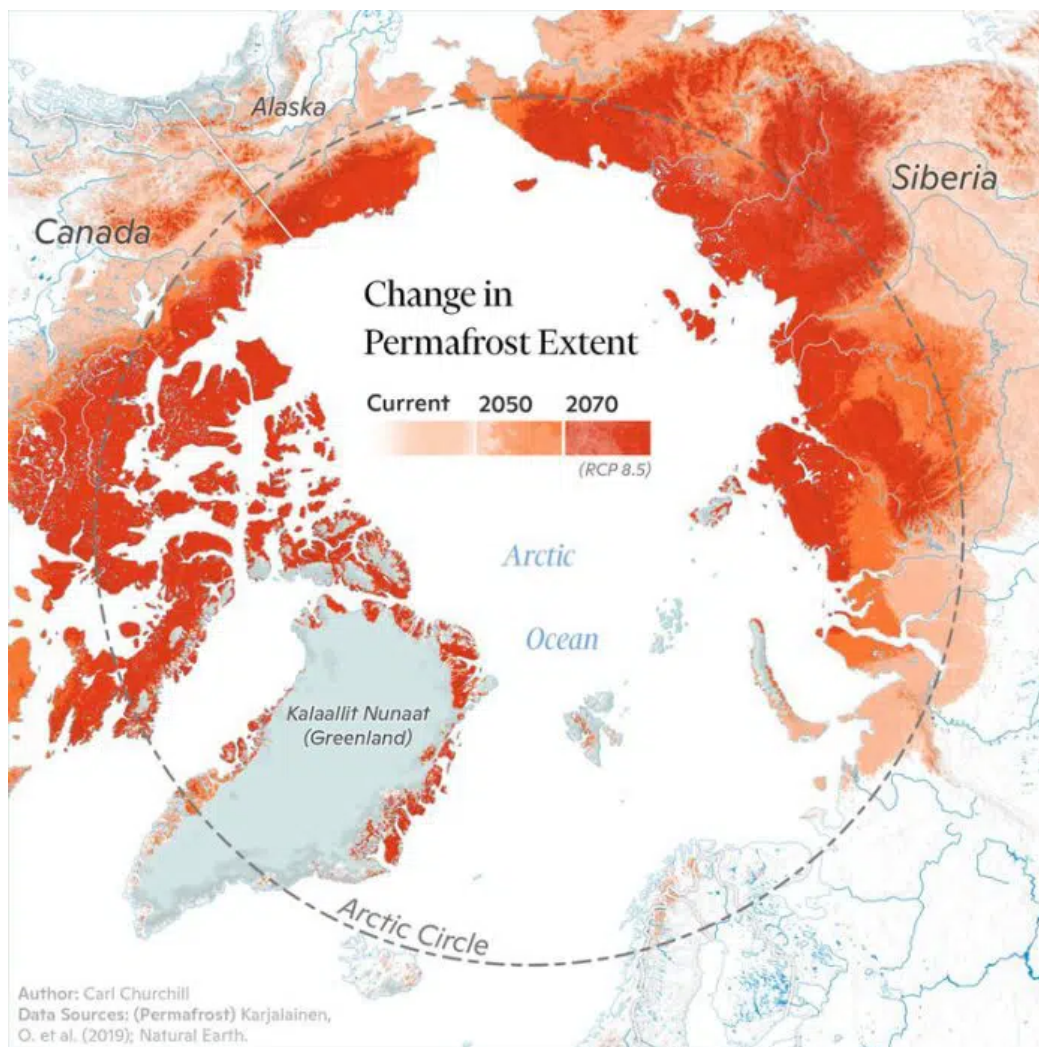 Alaska
Siberia
Canada
Change in
Permafrost Extent
Current 2050 2070
(RCP 8.5)
Arctic
Ocean
Kalaallit Nunaat
(Greenland)
Arctic Circle
Author: Carl Churchill
Data Sources: (Permafrost) Karjalainen,
O. et al. (2019); Natural Earth.